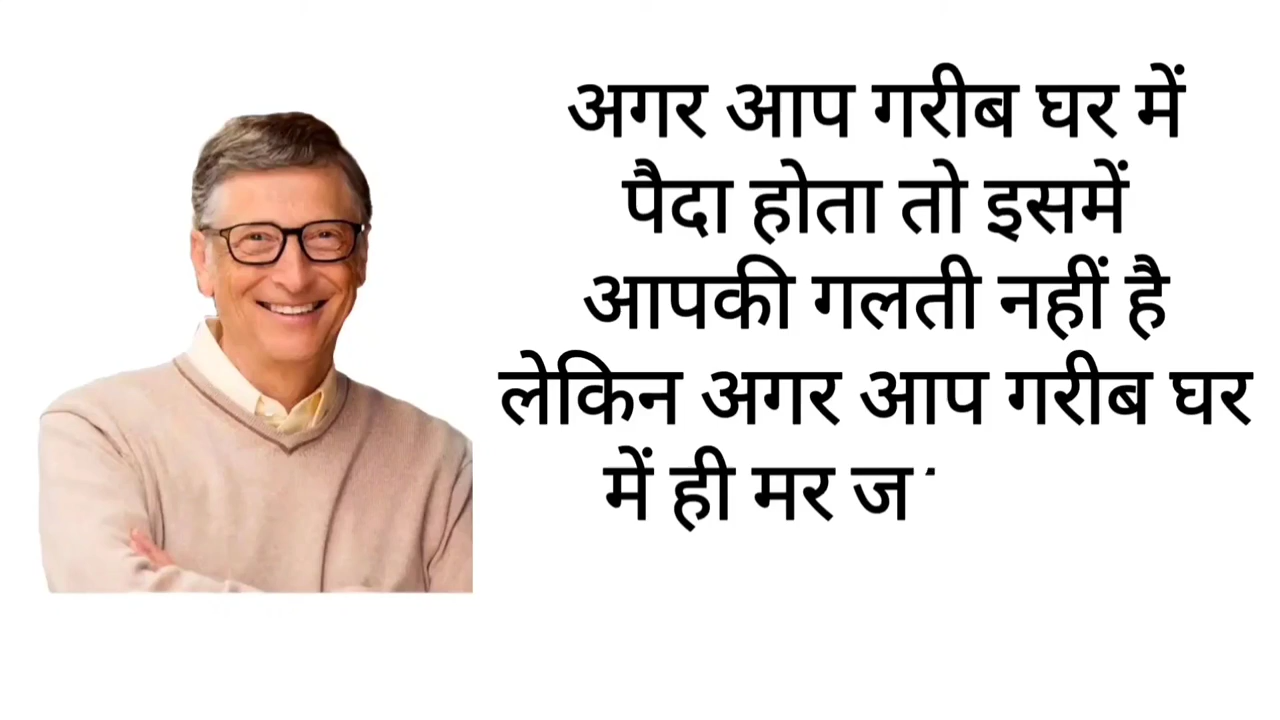 अगर आप गरीब घर में
पैदा होता तो इसमें
आपकी गलती नहीं है
लेकिन अगर आप गरीब घर
में ही मर ज